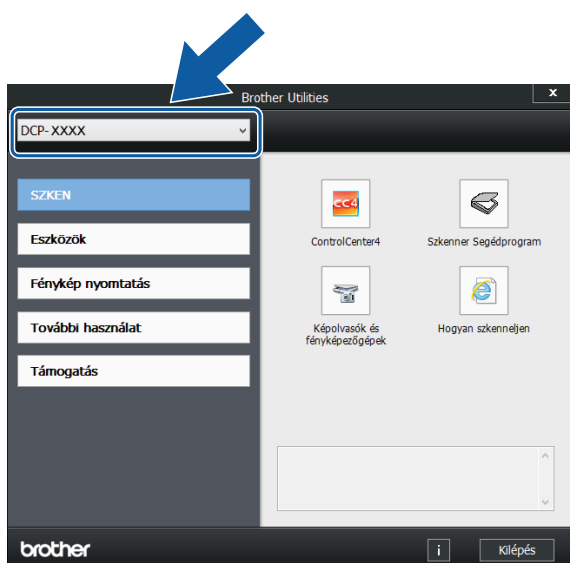 Brother Utilities
x
DCP-XXXX
SZKEN
Eszközök
Fénykép nyomtatás
További használat
Támogatás
CC4
ControlCenter4
Szkenner Segédprogram
Képolvasók és
fényképezőgépek
Hogyan szkenneljen
brother
i
Kilépés